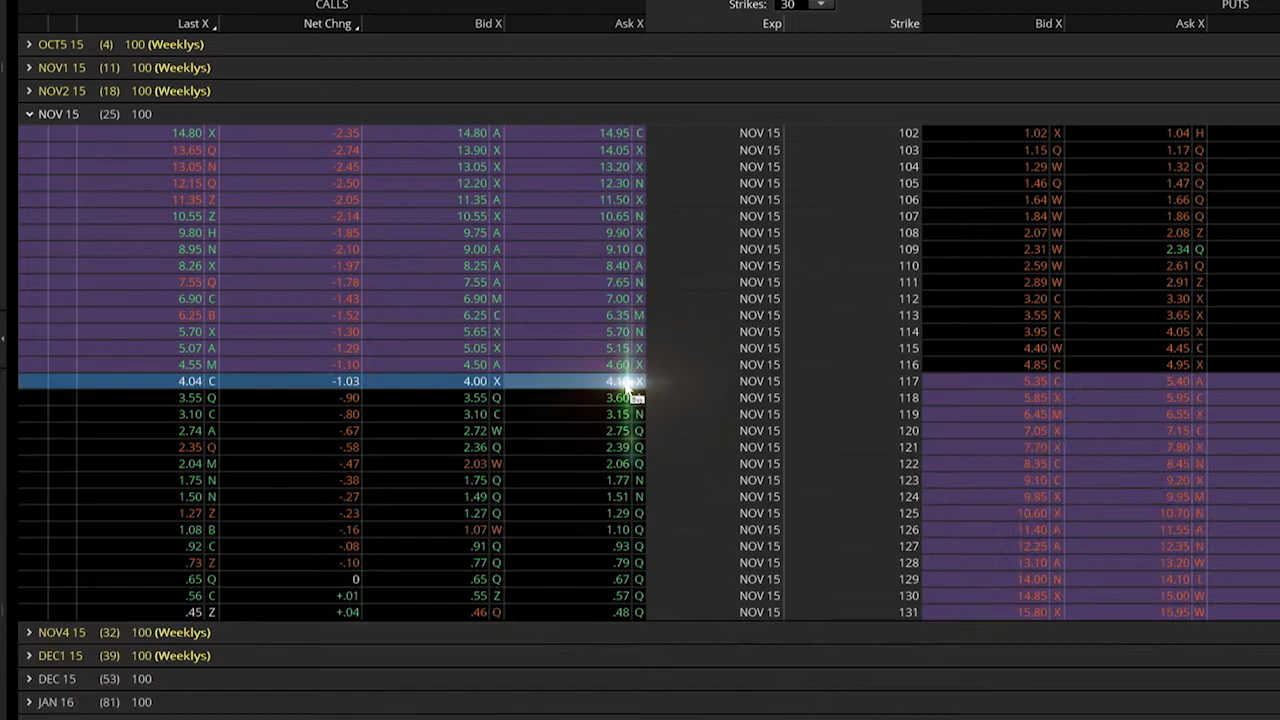 CALLS Strikes: 30 PUTS
Last X Net Chng Bid X Ask X Exp Strike Bid X Ask X
OCT5 15 (4) 100 (Weeklys)
NOV1 15 (11) 100 (Weeklys)
NOV2 15 (18) 100 (Weeklys)
NOV 15 (25) 100
14.80 X -2.35 14.80 A 14.95 C NOV 15 102 1.02 X 1.04 H
13.65 Q -2.74 13.90 X 14.05 X NOV 15 103 1.15 Q 1.17 Q
13.05 N -2.45 13.05 X 13.20 X NOV 15 104 1.29 W 1.32 Q
12.15 Q -2.50 12.20 X 12.30 N NOV 15 105 1.46 Q 1.47 Q
11.35 Z -2.05 11.35 A 11.50 X NOV 15 106 1.64 W 1.66 Q
10.55 Z -2.14 10.55 X 10.65 N NOV 15 107 1.84 W 1.86 Q
9.80 H -1.85 9.75 A 9.90 X NOV 15 108 2.07 W 2.08 Z
8.95 N -2.10 9.00 A 9.10 Q NOV 15 109 2.31 W 2.34 Q
8.26 X -1.97 8.25 A 8.40 A NOV 15 110 2.59 W 2.61 Q
7.55 Q -1.78 7.55 A 7.65 N NOV 15 111 2.89 W 2.91 Z
6.90 C -1.43 6.90 M 7.00 X NOV 15 112 3.20 C 3.30 X
6.25 B -1.52 6.25 C 6.35 M NOV 15 113 3.55 X 3.65 X
5.70 X -1.30 5.65 X 5.70 N NOV 15 114 3.95 C 4.05 X
5.07 A -1.29 5.05 X 5.15 X NOV 15 115 4.40 W 4.45 C
4.55 M -1.10 4.50 A 4.60 X NOV 15 116 4.85 C 4.95 X
4.04 C -1.03 4.00 X X NOV 15 117 5.35 C 5.40 A
3.55 Q -.90 3.55 Q 3.60 NOV 15 118 5.85 X 5.95 C
3.10 C -.80 3.10 C 3.15 N NOV 15 119 6.45 M 6.55 X
2.74 A -.67 2.72 W 2.75 Q NOV 15 120 7.05 X 7.15 C
2.35 Q -.58 2.36 Q 2.39 Q NOV 15 121 7.70 X 7.80 X
2.04 M -.47 2.03 W 2.06 Q NOV 15 122 8.35 C 8.45 N
1.75 N -.38 1.75 Q 1.77 N NOV 15 123 9.10 C 9.20 X
1.50 N -.27 1.49 Q 1.51 N NOV 15 124 9.85 X 9.95 M
1.27 Z -.23 1.27 Q 1.29 Q NOV 15 125 10.60 X 10.70 N
1.08 B -.16 1.07 W 1.10 Q NOV 15 126 11.40 A 11.55 A
.92 C -.08 .91 Q .93 Q NOV 15 127 12.25 A 12.35 N
.73 Z -.10 .77 Q .79 Q NOV 15 128 13.10 A 13.20 W
.65 Q 0 .65 Q .67 Q NOV 15 129 14.00 N 14.10
.56 C +.01 .55 Z .57 Q NOV 15 130 14.85 X 15.00 W
.45 Z +.04 .46 Q .48 Q NOV 15 131 15.80 X 15.95 W
NOV4 15 (32) 100 (Weeklys)
DEC1 15 (39) 100 (Weeklys)
DEC 15 (53) 100
JAN 16 (81) 100